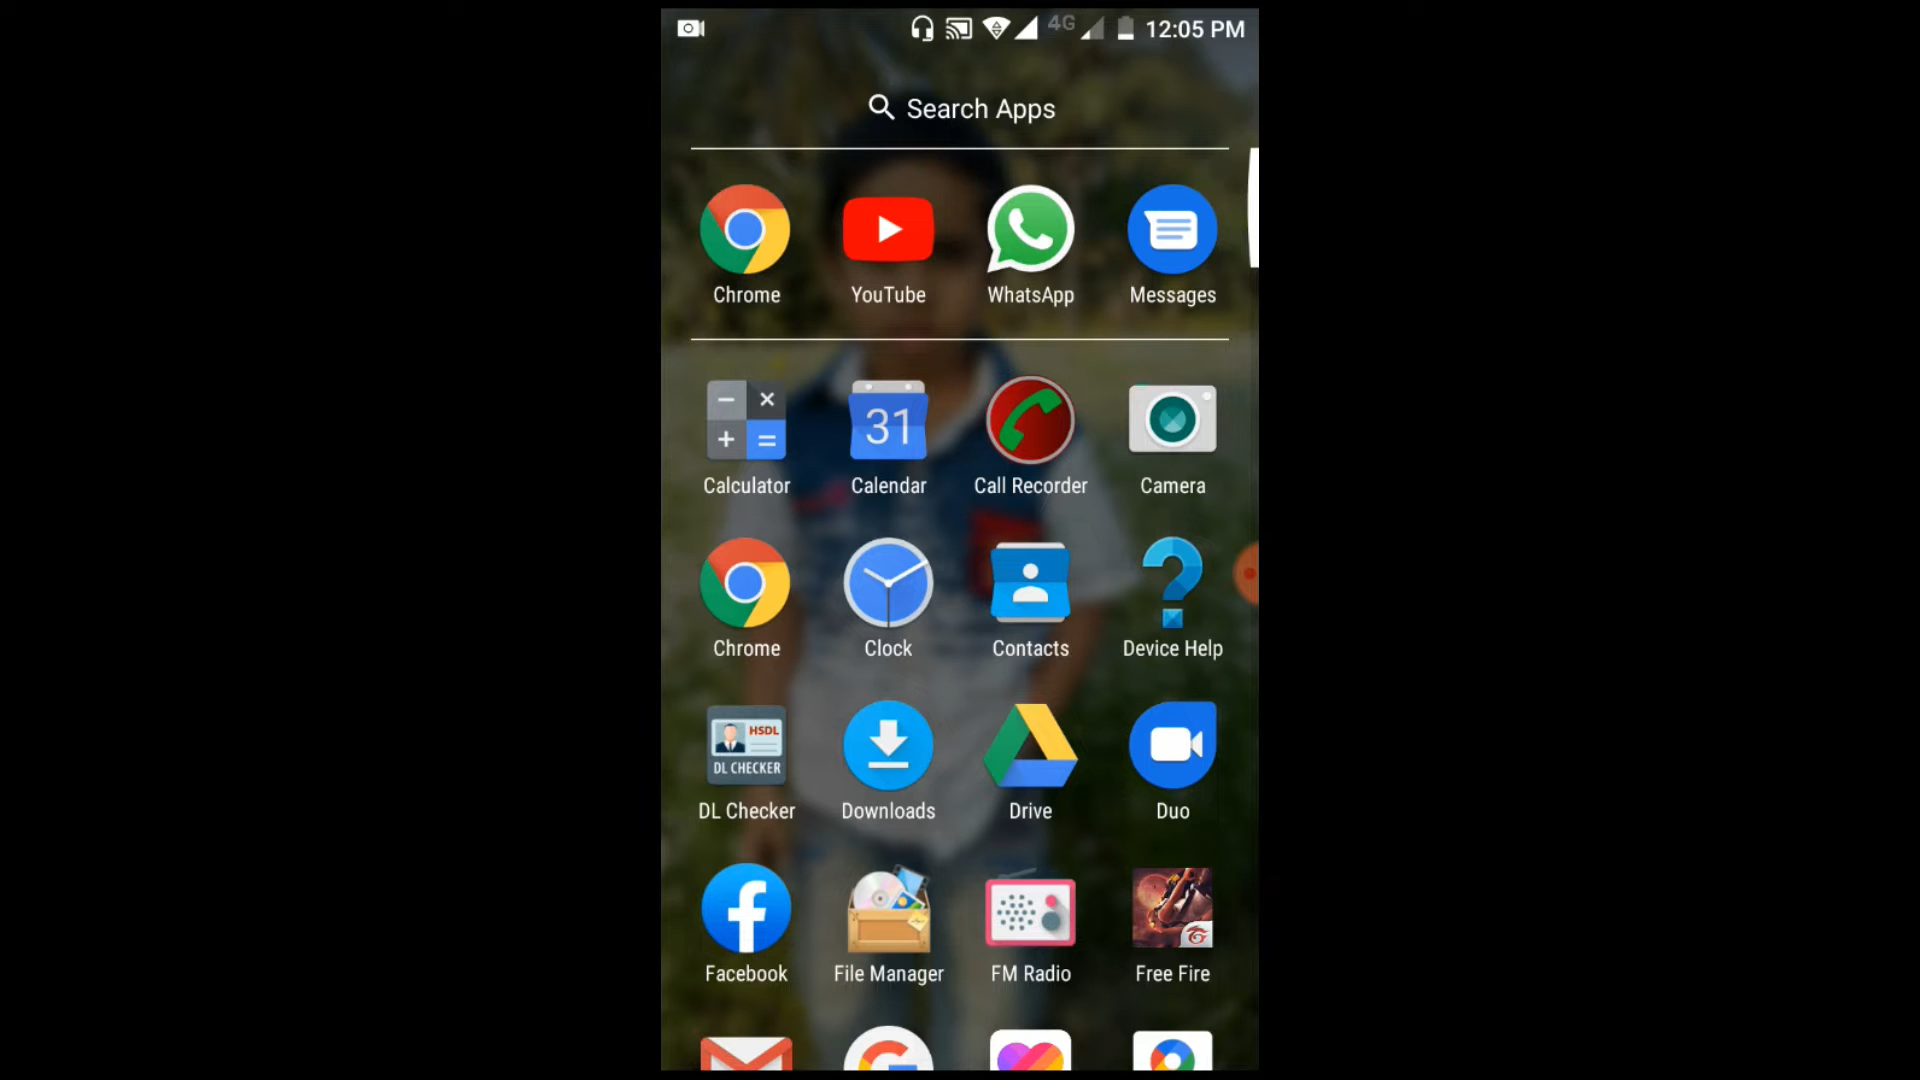 4G 12:05 PM
Search Apps
Chrome YouTube WhatsApp Messages
31
Calculator Calendar Call Recorder Camera
Chrome Clock Contacts Device Help
HSDL
DL CHECKER
DL Checker Downloads Drive Duo
Facebook File Manager FM Radio Free Fire